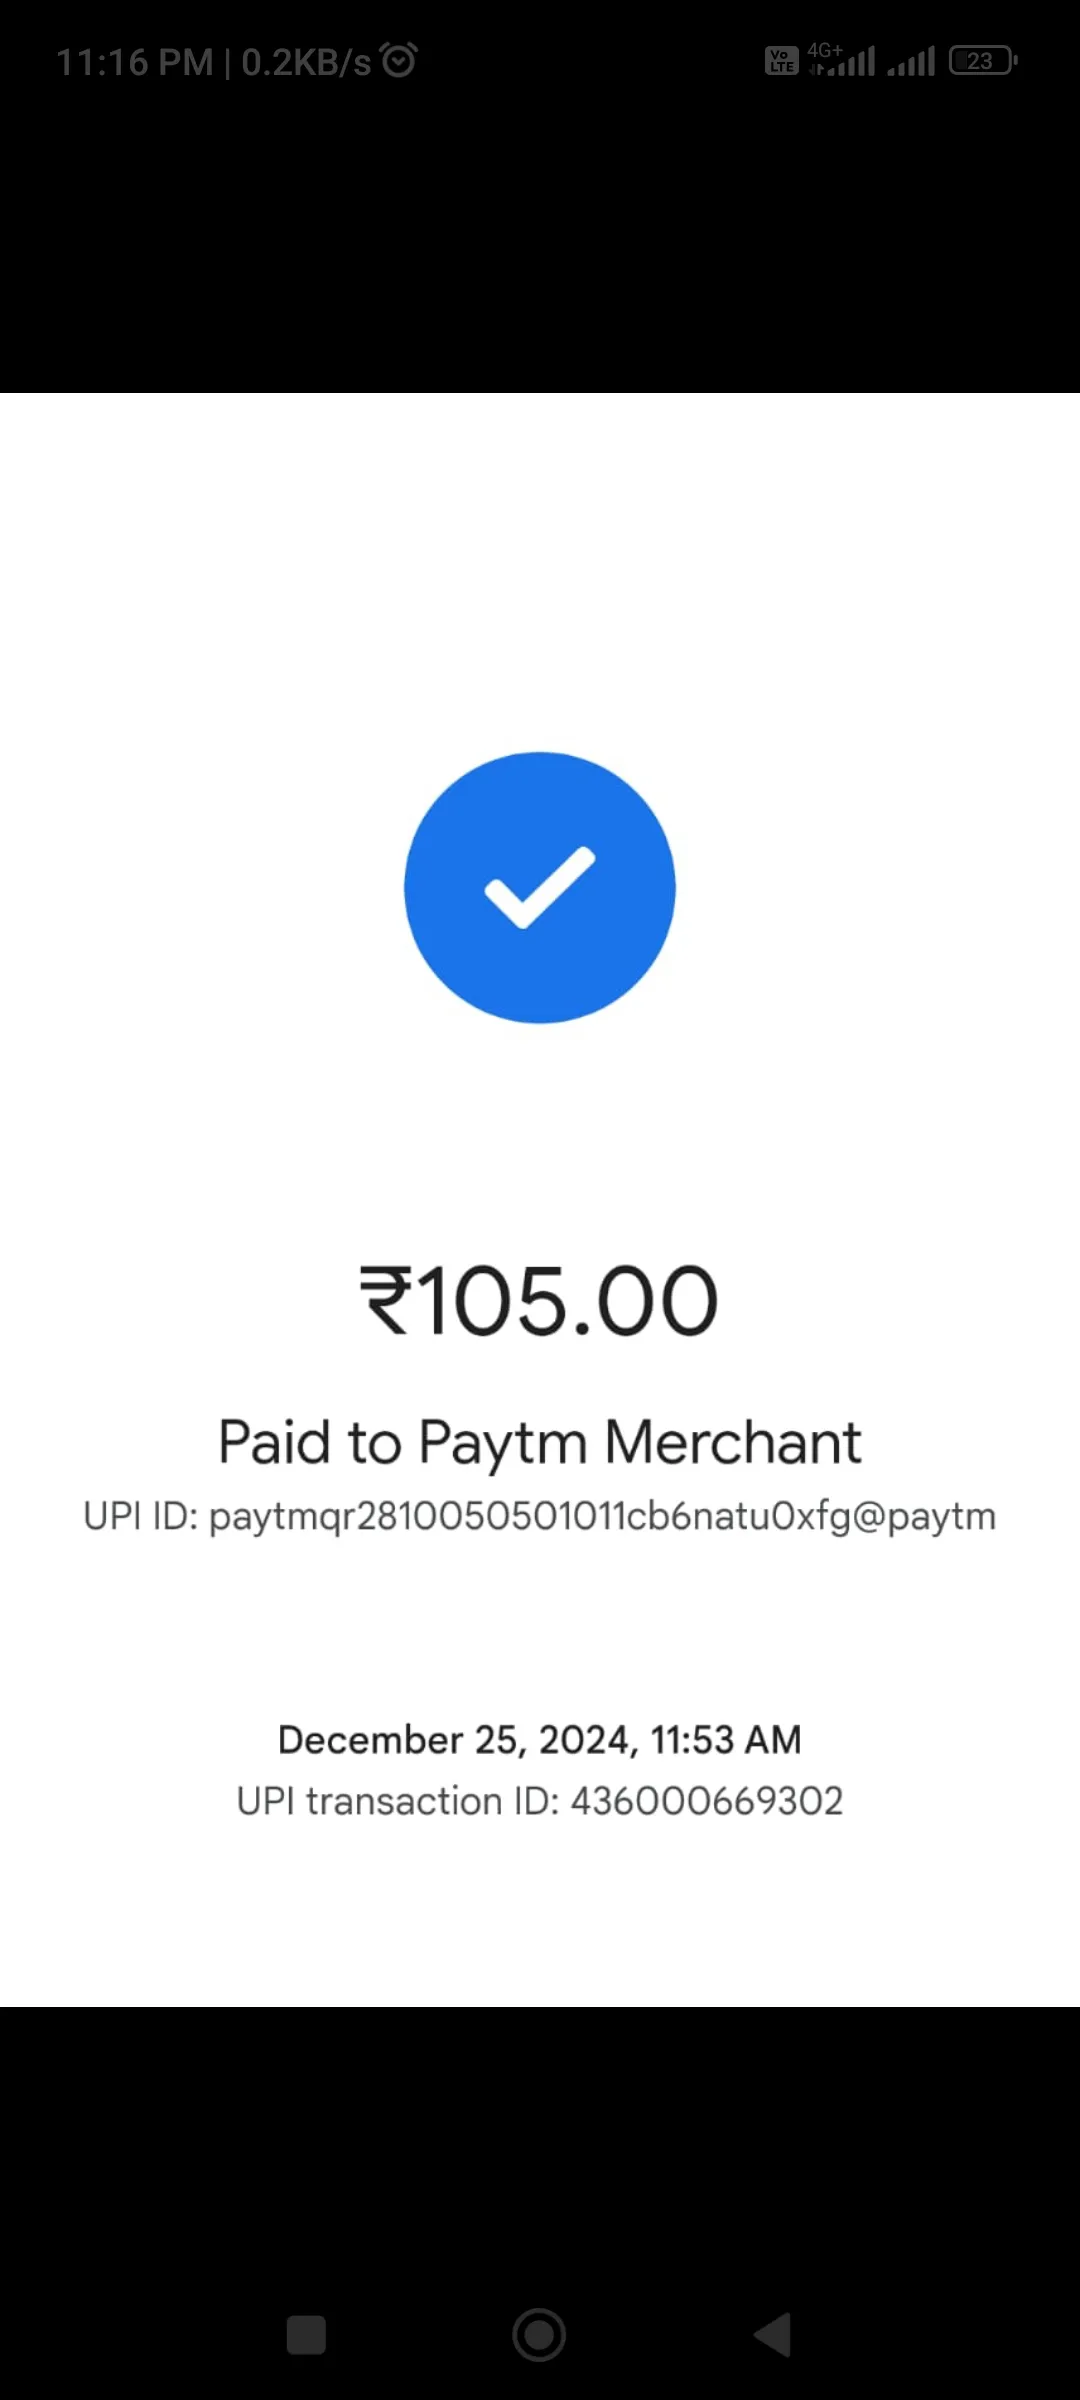 11:16 PM | 0.2KB/s
Vo LTE 4G+ 23
₹105.00
Paid to Paytm Merchant
UPI ID: paytmqr2810050501011cb6natu0xfg@paytm
December 25, 2024, 11:53 AM
UPI transaction ID: 436000669302